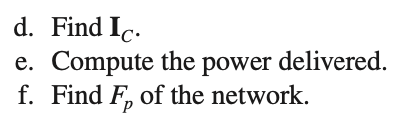 d. Find I_C.
e. Compute the power delivered.
f. Find F_p of the network.